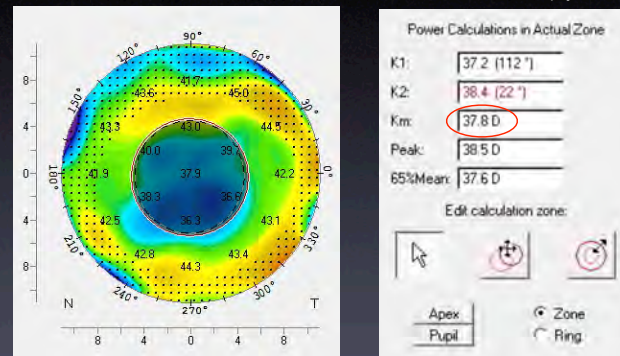 90°
120°
60°
150°
30°
180°
0°
210°
330°
240°
300°
270°
8
4
0
4
8
41.7
43.6
45.0
43.3
43.0
44.5
40.0
39.7
41.9
37.9
42.2
38.3
36.6
42.5
36.3
43.1
42.8
43.4
44.3
N
T
8 4 0 4 8
Power Calculations in Actual Zone
K1: 37.2 (112 °)
K2: 38.4 (22 °)
Km: 37.8 D
Peak: 38.5 D
65%Mean: 37.6 D
Edit calculation zone:
Apex
Zone
Pupil
Ring